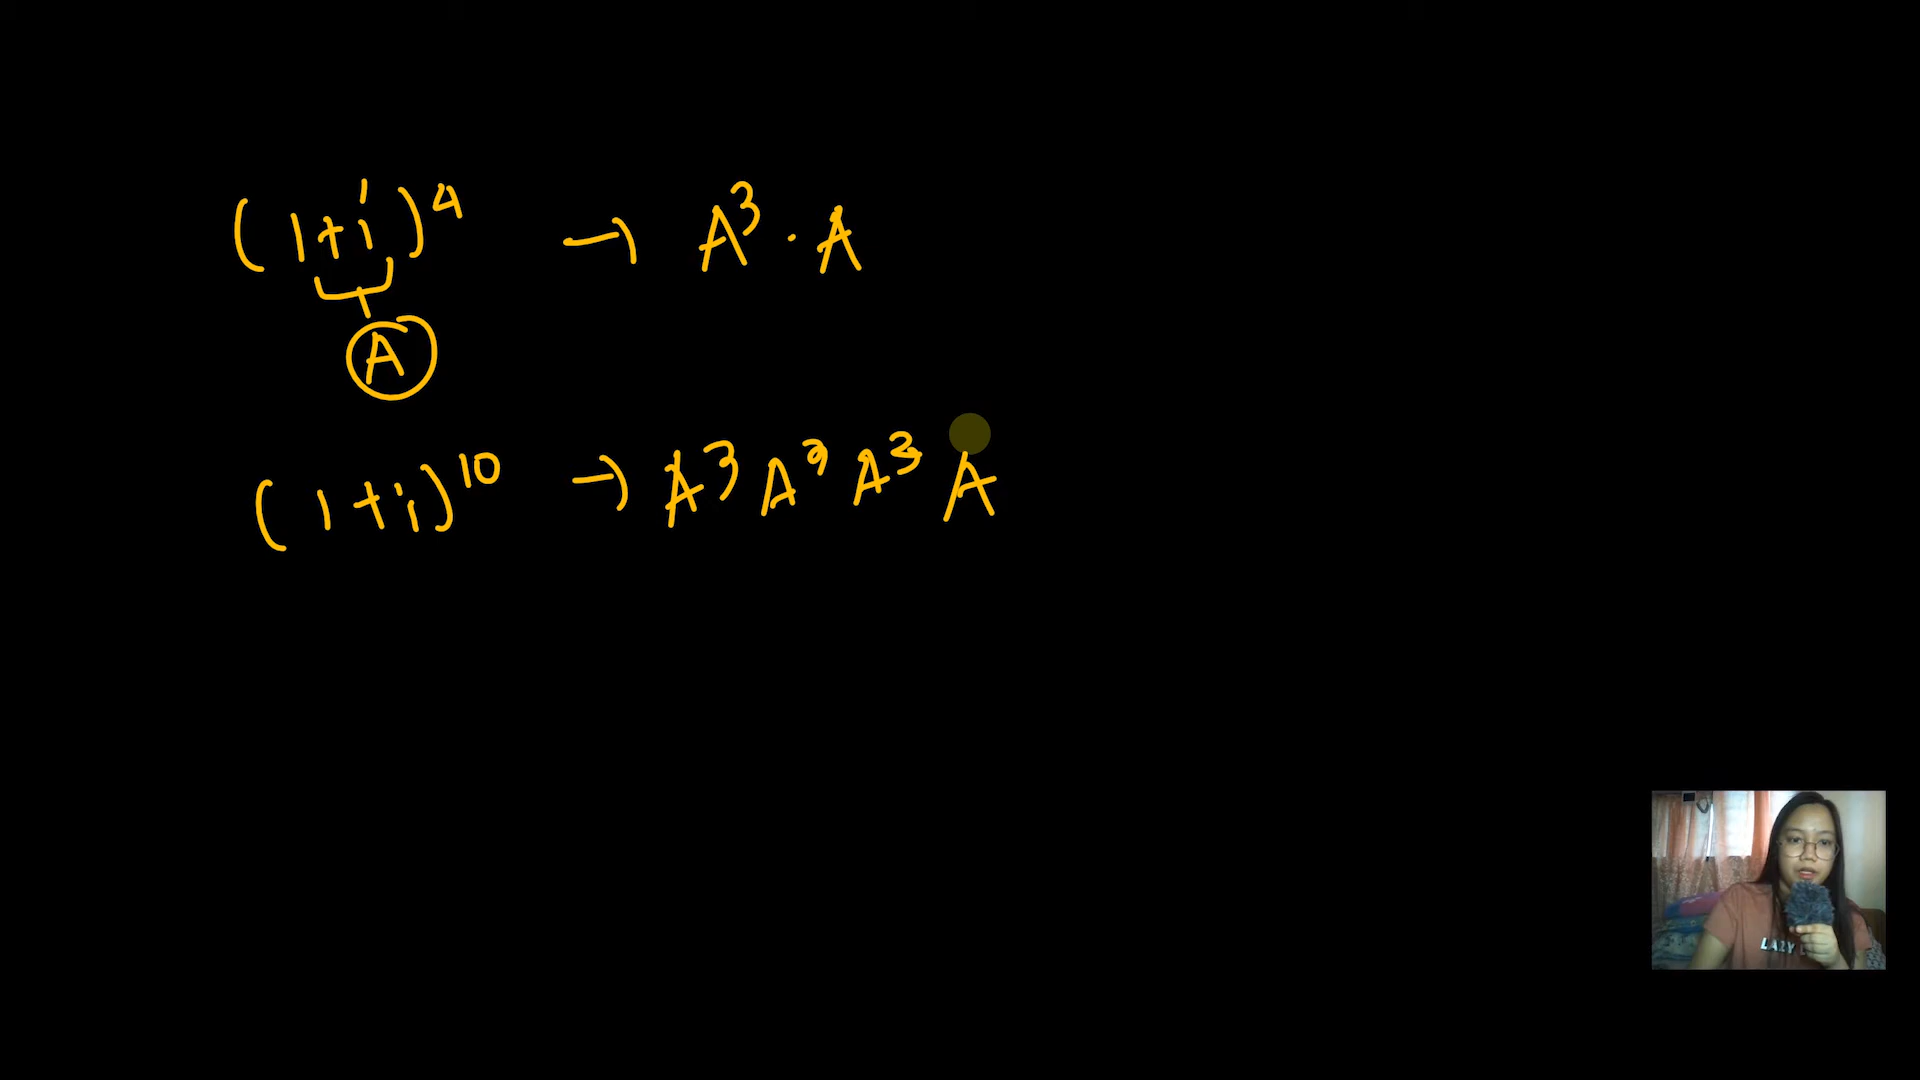 (1+i)⁴ → A³ · A
A
(1+i)¹⁰ → A³ A³ A³ A
LAZY